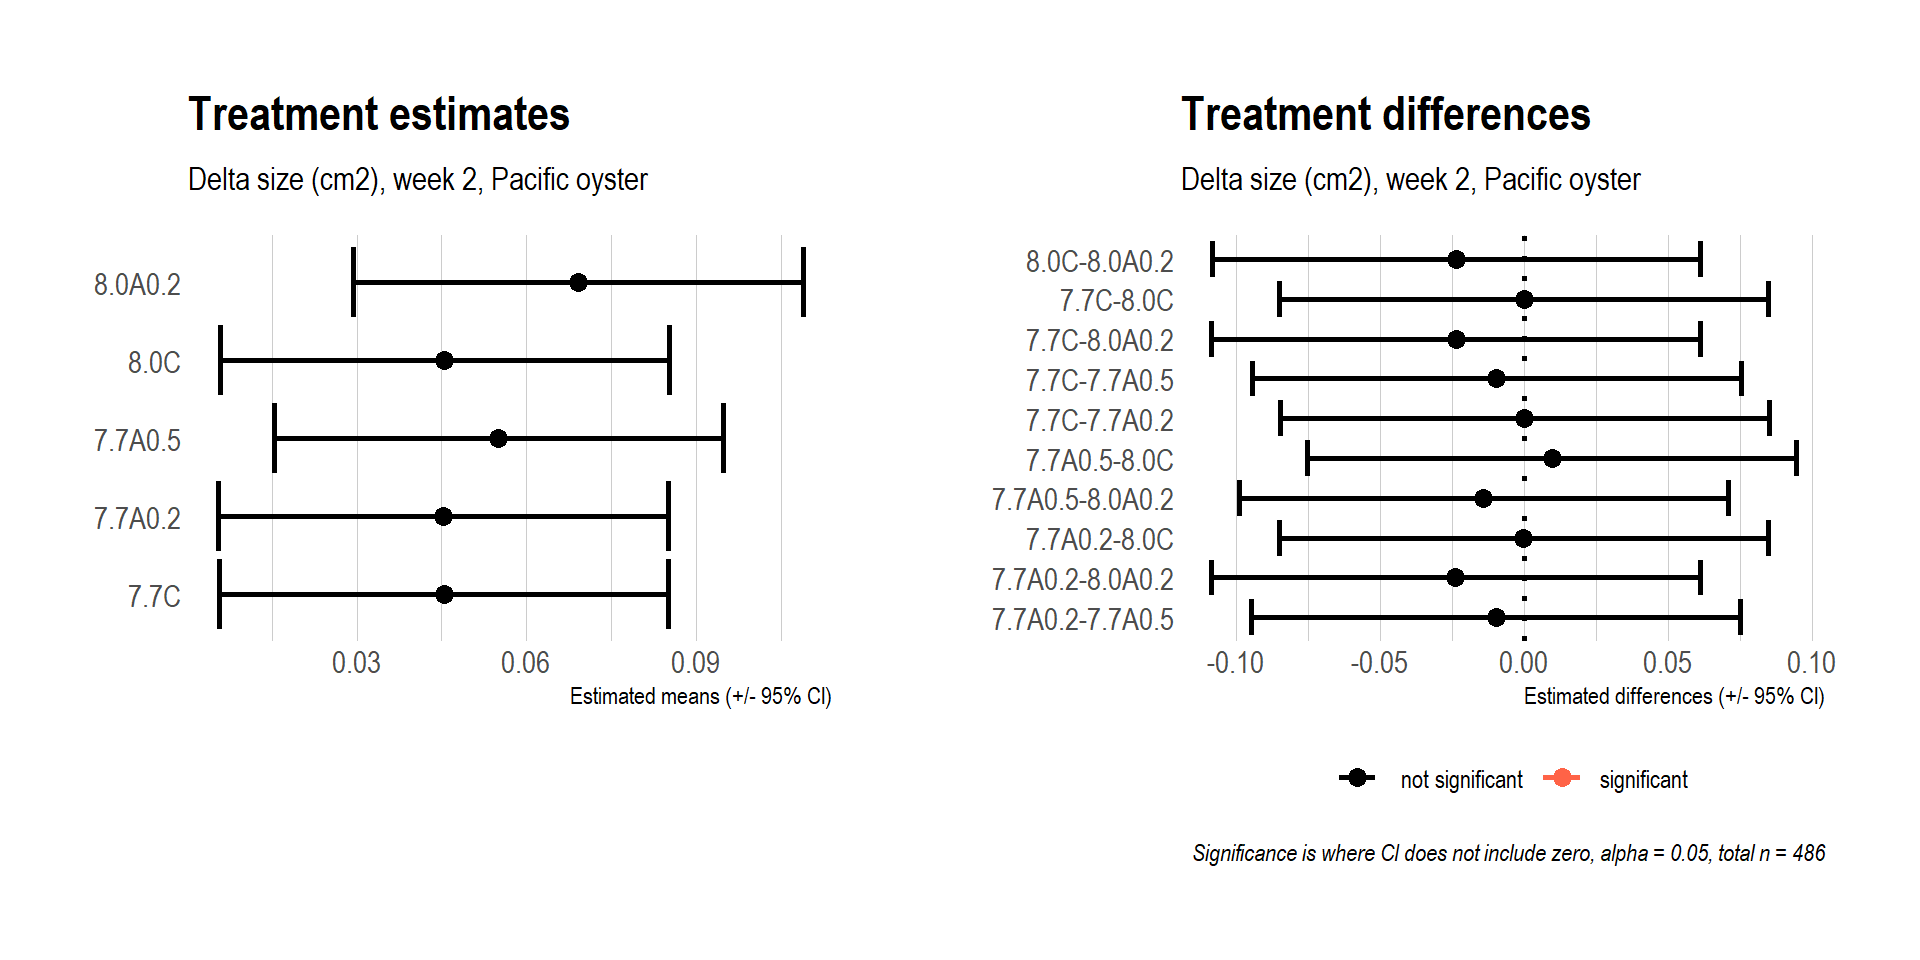 Treatment estimates
Delta size (cm2), week 2, Pacific oyster
8.0A0.2
8.0C
7.7A0.5
7.7A0.2
7.7C
0.03 0.06 0.09
Estimated means (+/- 95% CI)
Treatment differences
Delta size (cm2), week 2, Pacific oyster
8.0C-8.0A0.2
7.7C-8.0C
7.7C-8.0A0.2
7.7C-7.7A0.5
7.7C-7.7A0.2
7.7A0.5-8.0C
7.7A0.5-8.0A0.2
7.7A0.2-8.0C
7.7A0.2-8.0A0.2
7.7A0.2-7.7A0.5
-0.10 -0.05 0.00 0.05 0.10
Estimated differences (+/- 95% CI)
not significant significant
Significance is where CI does not include zero, alpha = 0.05, total n = 486